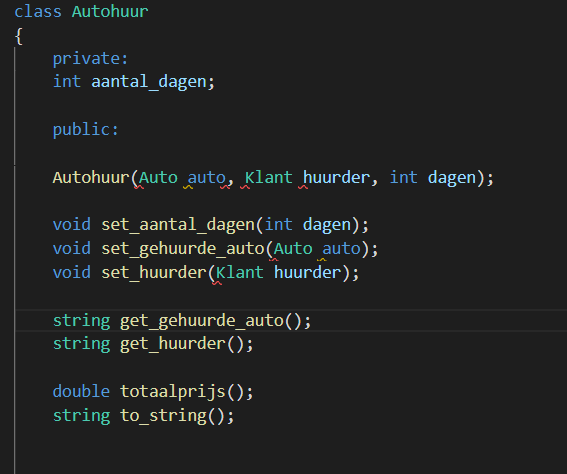 class Autohuur
{
private:
int aantal_dagen;
public:
Autohuur(Auto auto, Klant huurder, int dagen);
void set_aantal_dagen(int dagen);
void set_gehuurde_auto(Auto auto);
void set_huurder(Klant huurder);
string get_gehuurde_auto();
string get_huurder();
double totaalprijs();
string to_string();